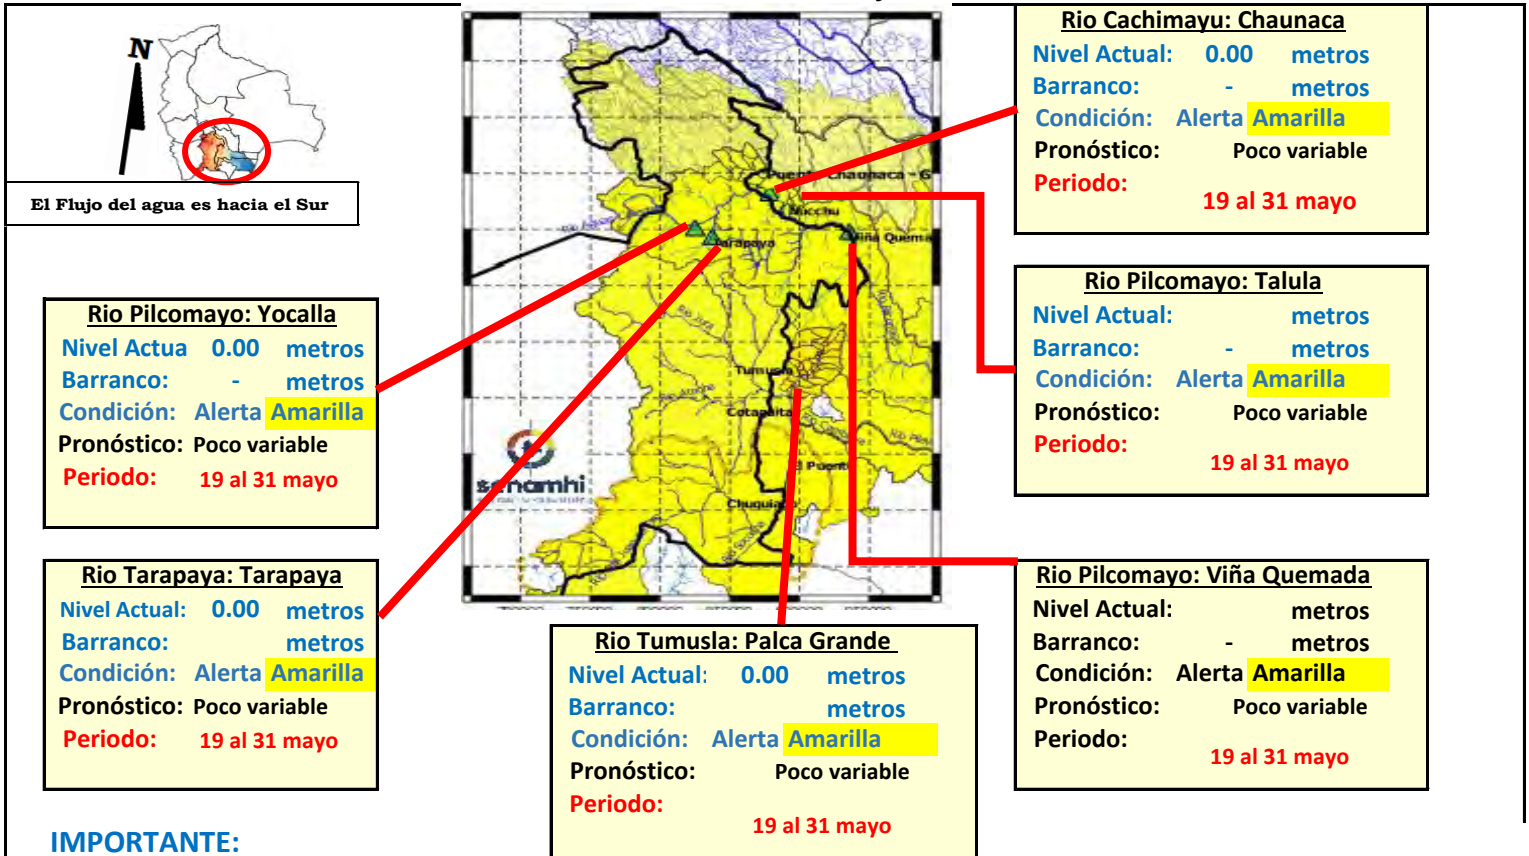 N
El Flujo del agua es hacia el Sur
Rio Cachimayu: Chaunaca
Nivel Actual: 0.00 metros
Barranco: - metros
Condición: Alerta Amarilla
Pronóstico: Poco variable
Periodo:
19 al 31 mayo
Puente Chaunaca - 6
Nucchu
Tarapaya
Viña Quema
Tumusla
Cotagaita
El Puente
Chuquiago
senamhi
Rio Pilcomayo: Yocalla
Nivel Actua 0.00 metros
Barranco: - metros
Condición: Alerta Amarilla
Pronóstico: Poco variable
Periodo: 19 al 31 mayo
Rio Pilcomayo: Talula
Nivel Actual: metros
Barranco: - metros
Condición: Alerta Amarilla
Pronóstico: Poco variable
Periodo:
19 al 31 mayo
Rio Tarapaya: Tarapaya
Nivel Actual: 0.00 metros
Barranco: metros
Condición: Alerta Amarilla
Pronóstico: Poco variable
Periodo: 19 al 31 mayo
Rio Tumusla: Palca Grande
Nivel Actual: 0.00 metros
Barranco: metros
Condición: Alerta Amarilla
Pronóstico: Poco variable
Periodo:
19 al 31 mayo
Rio Pilcomayo: Viña Quemada
Nivel Actual: metros
Barranco: - metros
Condición: Alerta Amarilla
Pronóstico: Poco variable
Periodo:
19 al 31 mayo
IMPORTANTE: